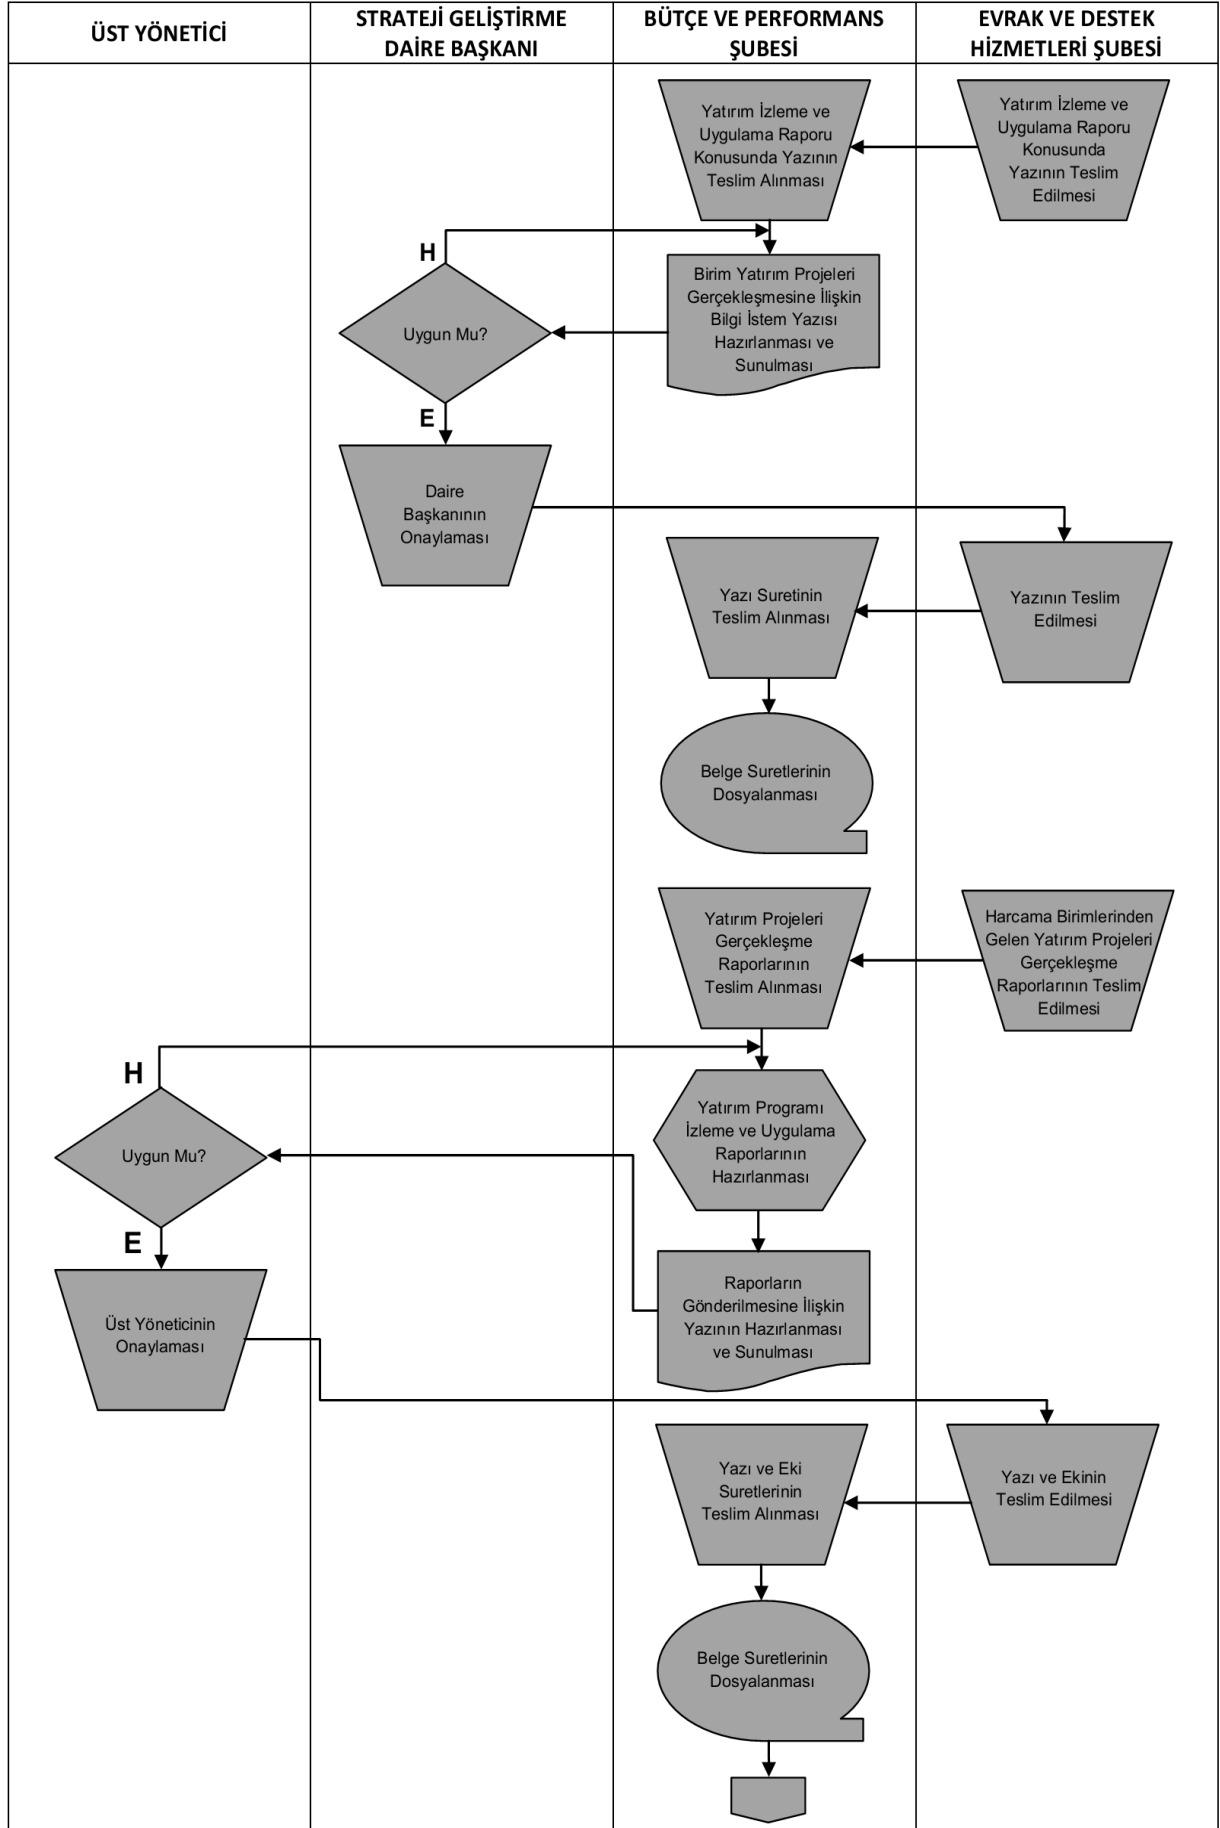 ÜST YÖNETİCİ
STRATEJİ GELİŞTİRME
DAİRE BAŞKANI
BÜTÇE VE PERFORMANS
ŞUBESİ
EVRAK VE DESTEK
HİZMETLERİ ŞUBESİ
Yatırım İzleme ve
Uygulama Raporu
Konusunda Yazının
Teslim Alınması
Yatırım İzleme ve
Uygulama Raporu
Konusunda
Yazının Teslim
Edilmesi
H
Uygun Mu?
E
Birim Yatırım Projeleri
Gerçekleşmesine İlişkin
Bilgi İstem Yazısı
Hazırlanması ve
Sunulması
Daire
Başkanının
Onaylaması
Yazı Suretinin
Teslim Alınması
Yazının Teslim
Edilmesi
Belge Suretlerinin
Dosyalanması
Yatırım Projeleri
Gerçekleşme
Raporlarının
Teslim Alınması
Harcama Birimlerinden
Gelen Yatırım Projeleri
Gerçekleşme
Raporlarının Teslim
Edilmesi
H
Uygun Mu?
E
Yatırım Programı
İzleme ve Uygulama
Raporlarının
Hazırlanması
Raporların
Gönderilmesine İlişkin
Yazının Hazırlanması
ve Sunulması
Üst Yöneticinin
Onaylaması
Yazı ve Eki
Suretlerinin
Teslim Alınması
Yazı ve Ekinin
Teslim Edilmesi
Belge Suretlerinin
Dosyalanması